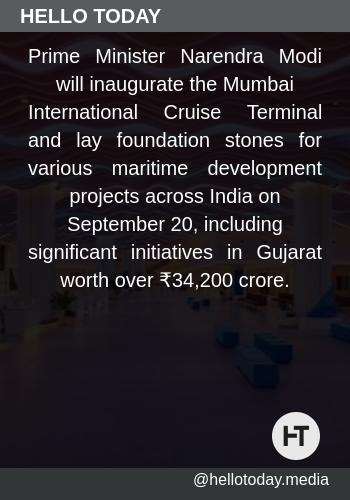 HELLO TODAY
Prime Minister Narendra Modi
will inaugurate the Mumbai
International Cruise Terminal
and lay foundation stones for
various maritime development
projects across India on
September 20, including
significant initiatives in Gujarat
worth over ₹34,200 crore.
HT
@hellotoday.media